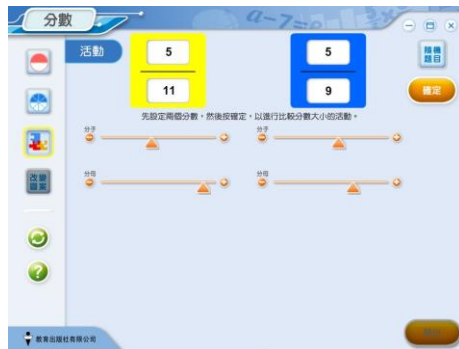 分數
活動
5
11
5
9
隨機
題目
確定
先設定兩個分數，然後按確定，以進行比較分數大小的活動。
分子
分子
分母
分母
改變
圖案
教育出版社有限公司